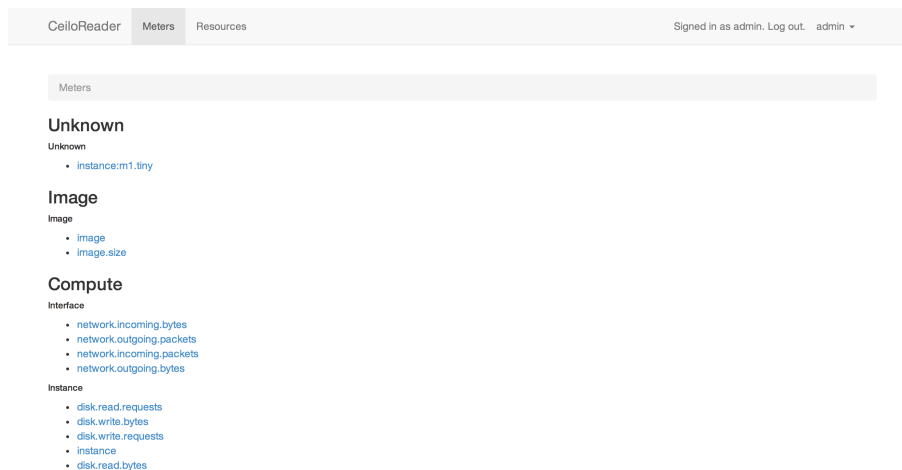 CeiloReader Meters Resources Signed in as admin. Log out. admin
Meters
Unknown
Unknown
instance:m1.tiny
Image
Image
image
image.size
Compute
Interface
network.incoming.bytes
network.outgoing.packets
network.incoming.packets
network.outgoing.bytes
Instance
disk.read.requests
disk.write.bytes
disk.write.requests
instance
disk.read.bytes